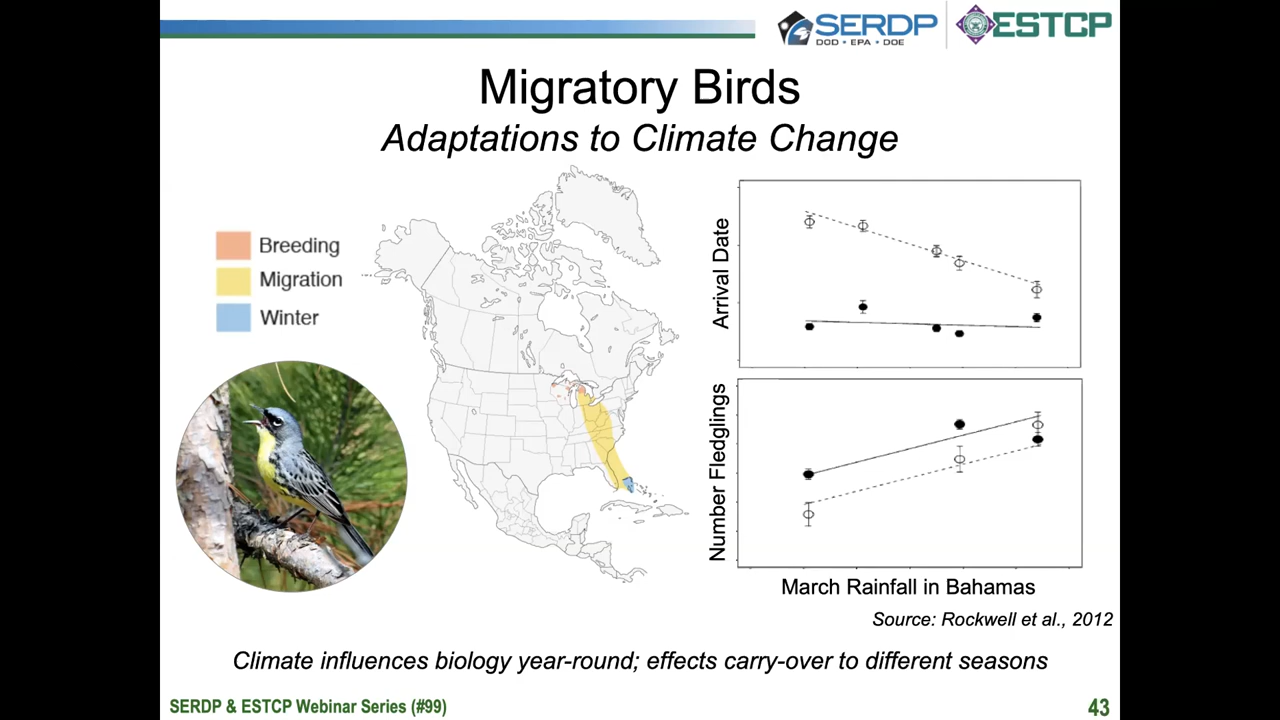 SERDP
DOD • EPA • DOE
ESTCP
Migratory Birds
Adaptations to Climate Change
Breeding
Migration
Winter
Arrival Date
Number Fledglings
March Rainfall in Bahamas
Source: Rockwell et al., 2012
Climate influences biology year-round; effects carry-over to different seasons
SERDP & ESTCP Webinar Series (#99)
43